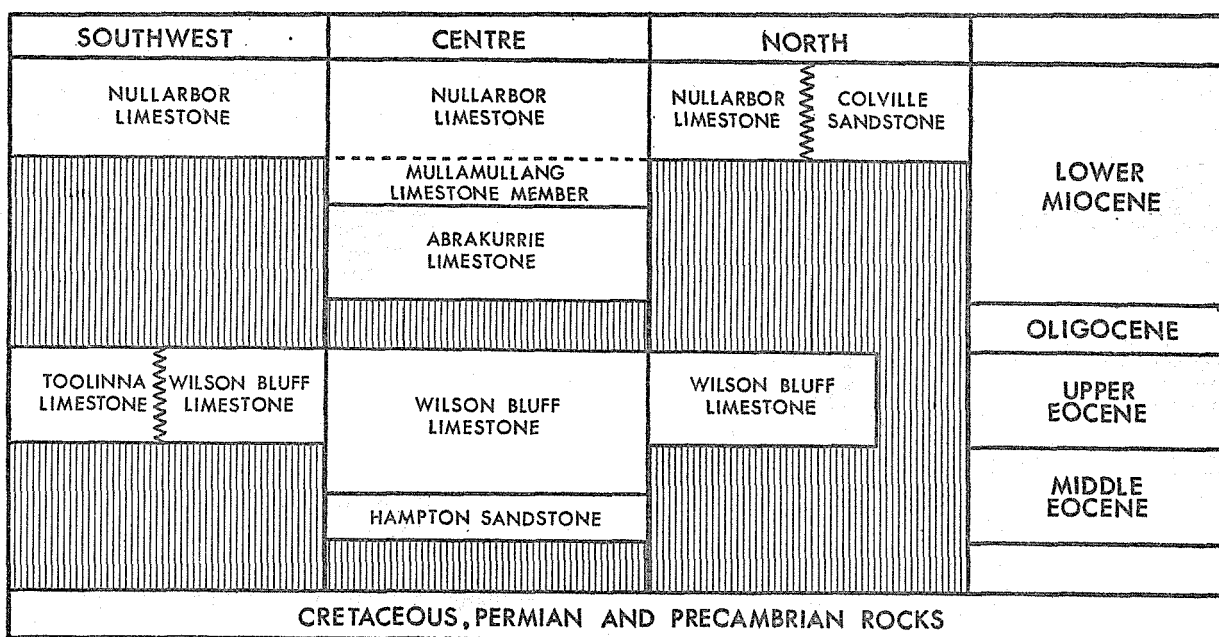 SOUTHWEST
CENTRE
NORTH
NULLARBOR
LIMESTONE
NULLARBOR
LIMESTONE
NULLARBOR
LIMESTONE
COLVILLE
SANDSTONE
LOWER
MIOCENE
MULLAMULLANG
LIMESTONE MEMBER
ABRAKURRIE
LIMESTONE
OLIGOCENE
TOOLINNA
LIMESTONE
WILSON BLUFF
LIMESTONE
WILSON BLUFF
LIMESTONE
WILSON BLUFF
LIMESTONE
UPPER
EOCENE
MIDDLE
EOCENE
HAMPTON SANDSTONE
CRETACEOUS, PERMIAN AND PRECAMBRIAN ROCKS